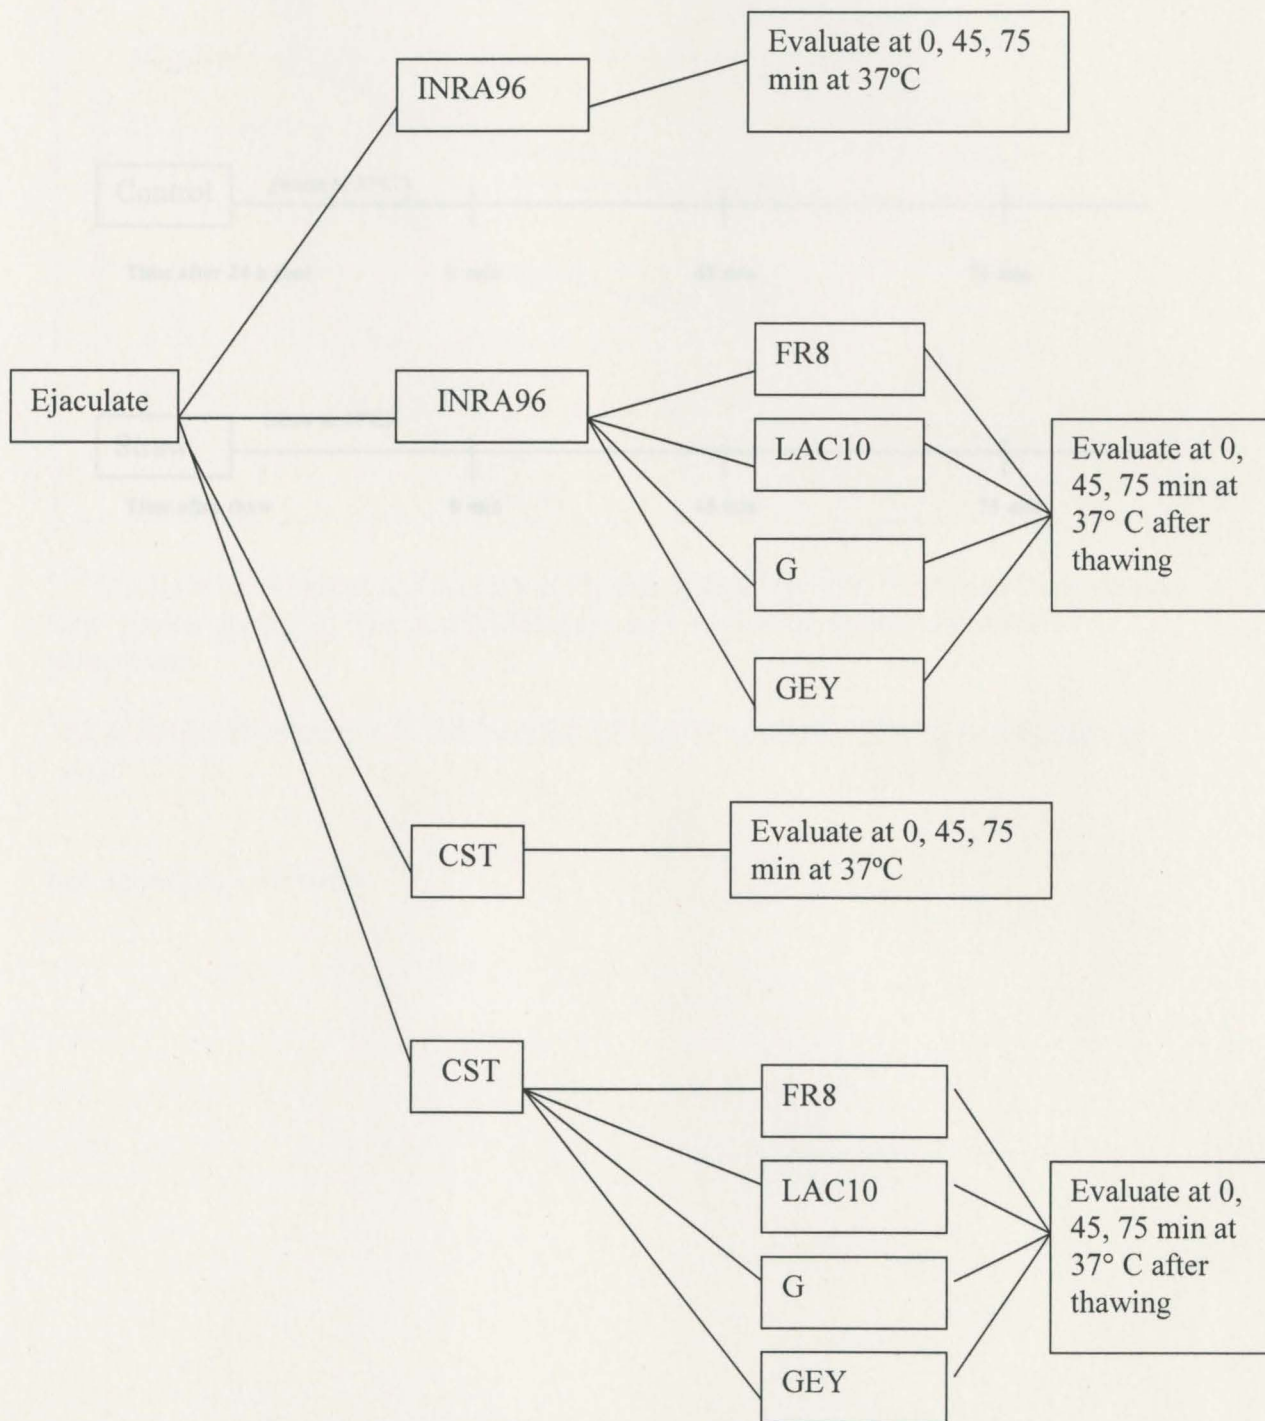 INRA96
Evaluate at 0, 45, 75
min at 37ºC
Control
Ejaculate
INRA96
FR8
LAC10
G
GEY
Evaluate at 0,
45, 75 min at
37° C after
thawing
CST
Evaluate at 0, 45, 75
min at 37ºC
CST
FR8
LAC10
G
GEY
Evaluate at 0,
45, 75 min at
37° C after
thawing